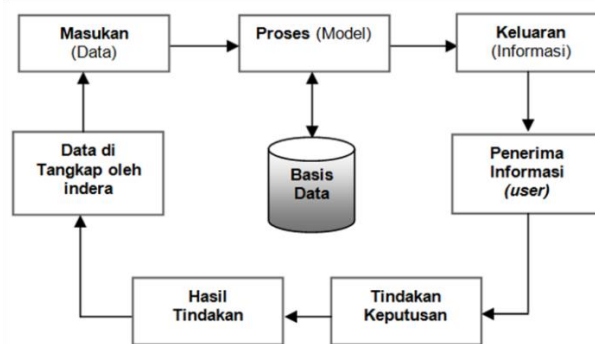 Masukan
(Data)
Proses (Model)
Keluaran
(Informasi)
Data di
Tangkap oleh
indera
Basis
Data
Penerima
Informasi
(user)
Hasil
Tindakan
Tindakan
Keputusan